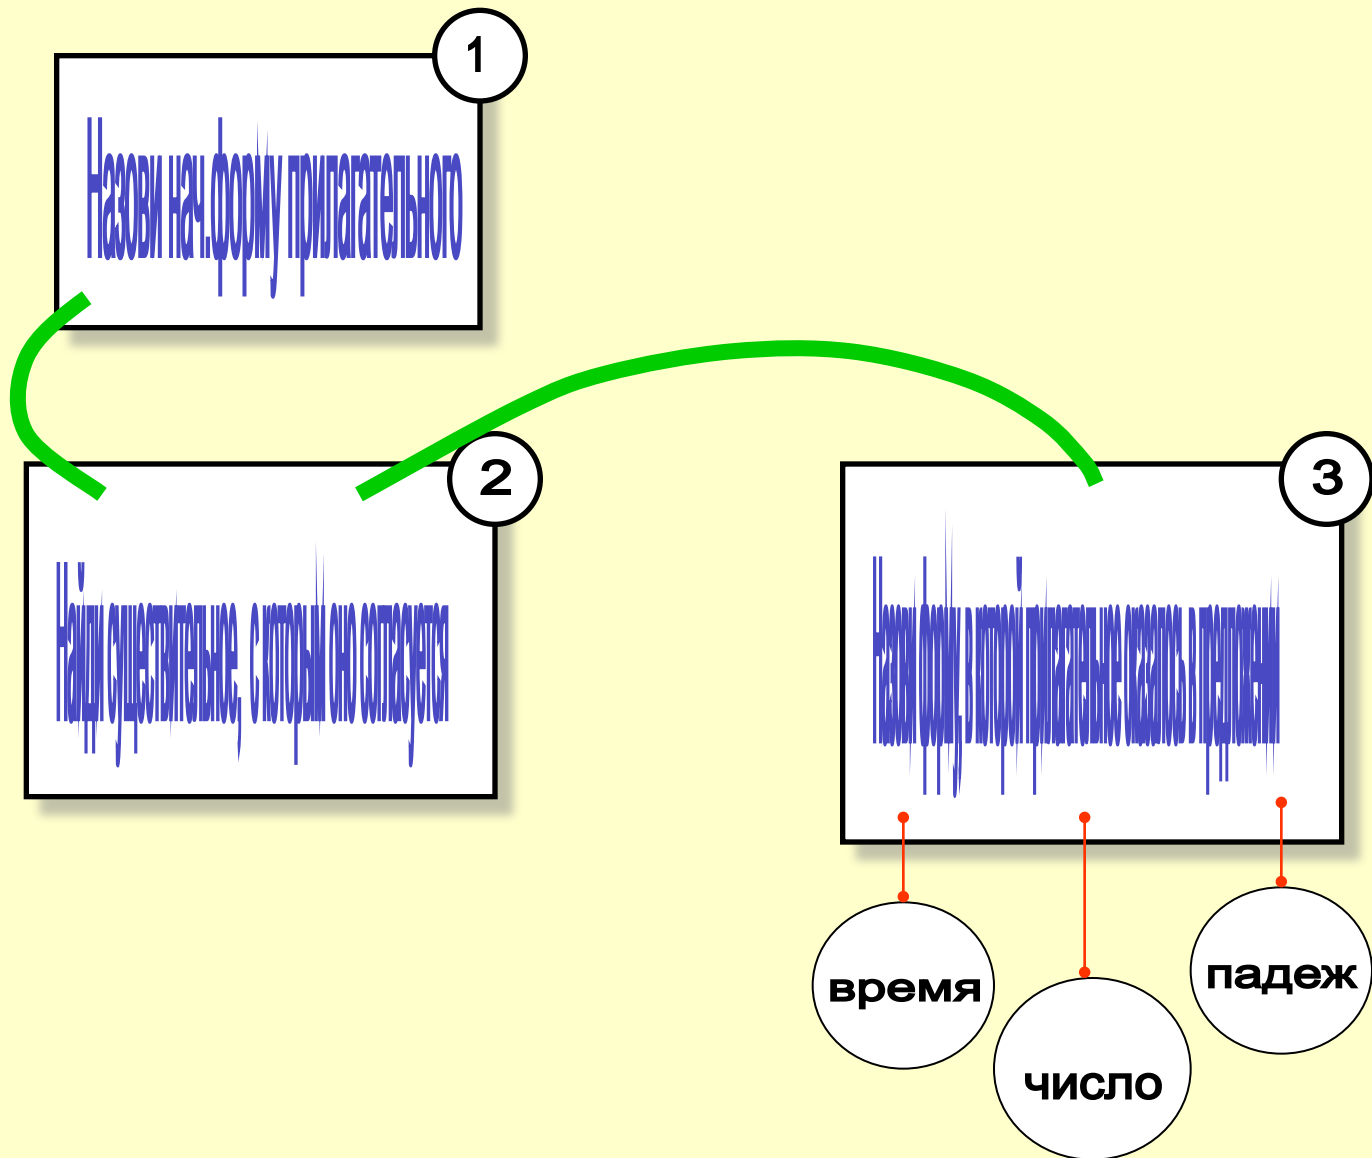 1
Назови нач.форму прилагательного
2
Найди существительное, с которым оно согласуется
3
Назови форму, в которой прилагательное оказалось в предложении
время
число
падеж